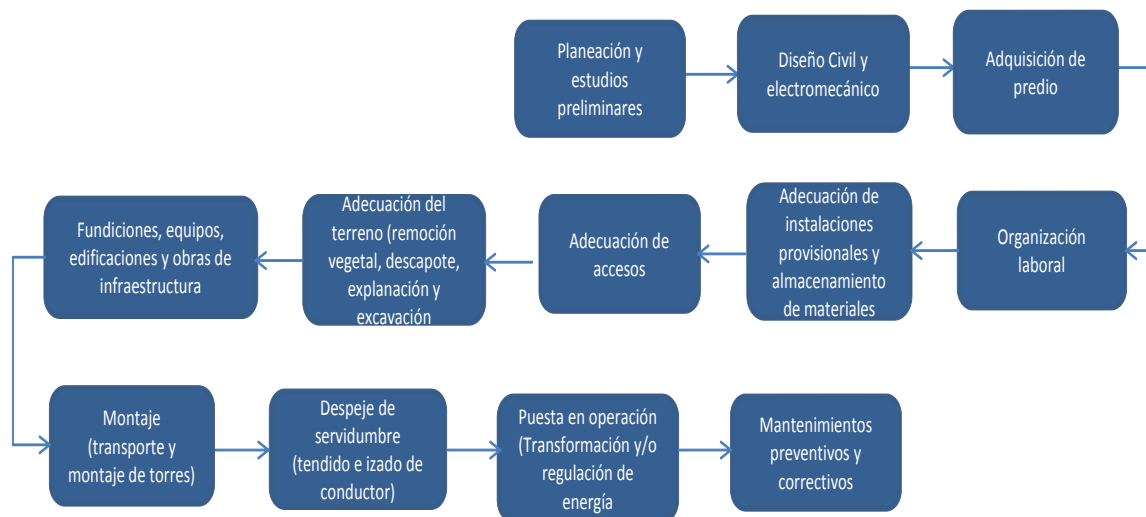 Planeación y
estudios
preliminares
Diseño Civil y
electromecánico
Adquisición de
predio
Organización
laboral
Adecuación de
instalaciones
provisionales y
almacenamiento
de materiales
Adecuación de
accesos
Adecuación del
terreno (remoción
vegetal, descapote,
explanación y
excavación
Fundiciones, equipos,
edificaciones y obras de
infraestructura
Montaje
(transporte y
montaje de torres)
Despeje de
servidumbre
(tendido e izado de
conductor)
Puesta en operación
(Transformación y/o
regulación de
energía
Mantenimientos
preventivos y
correctivos